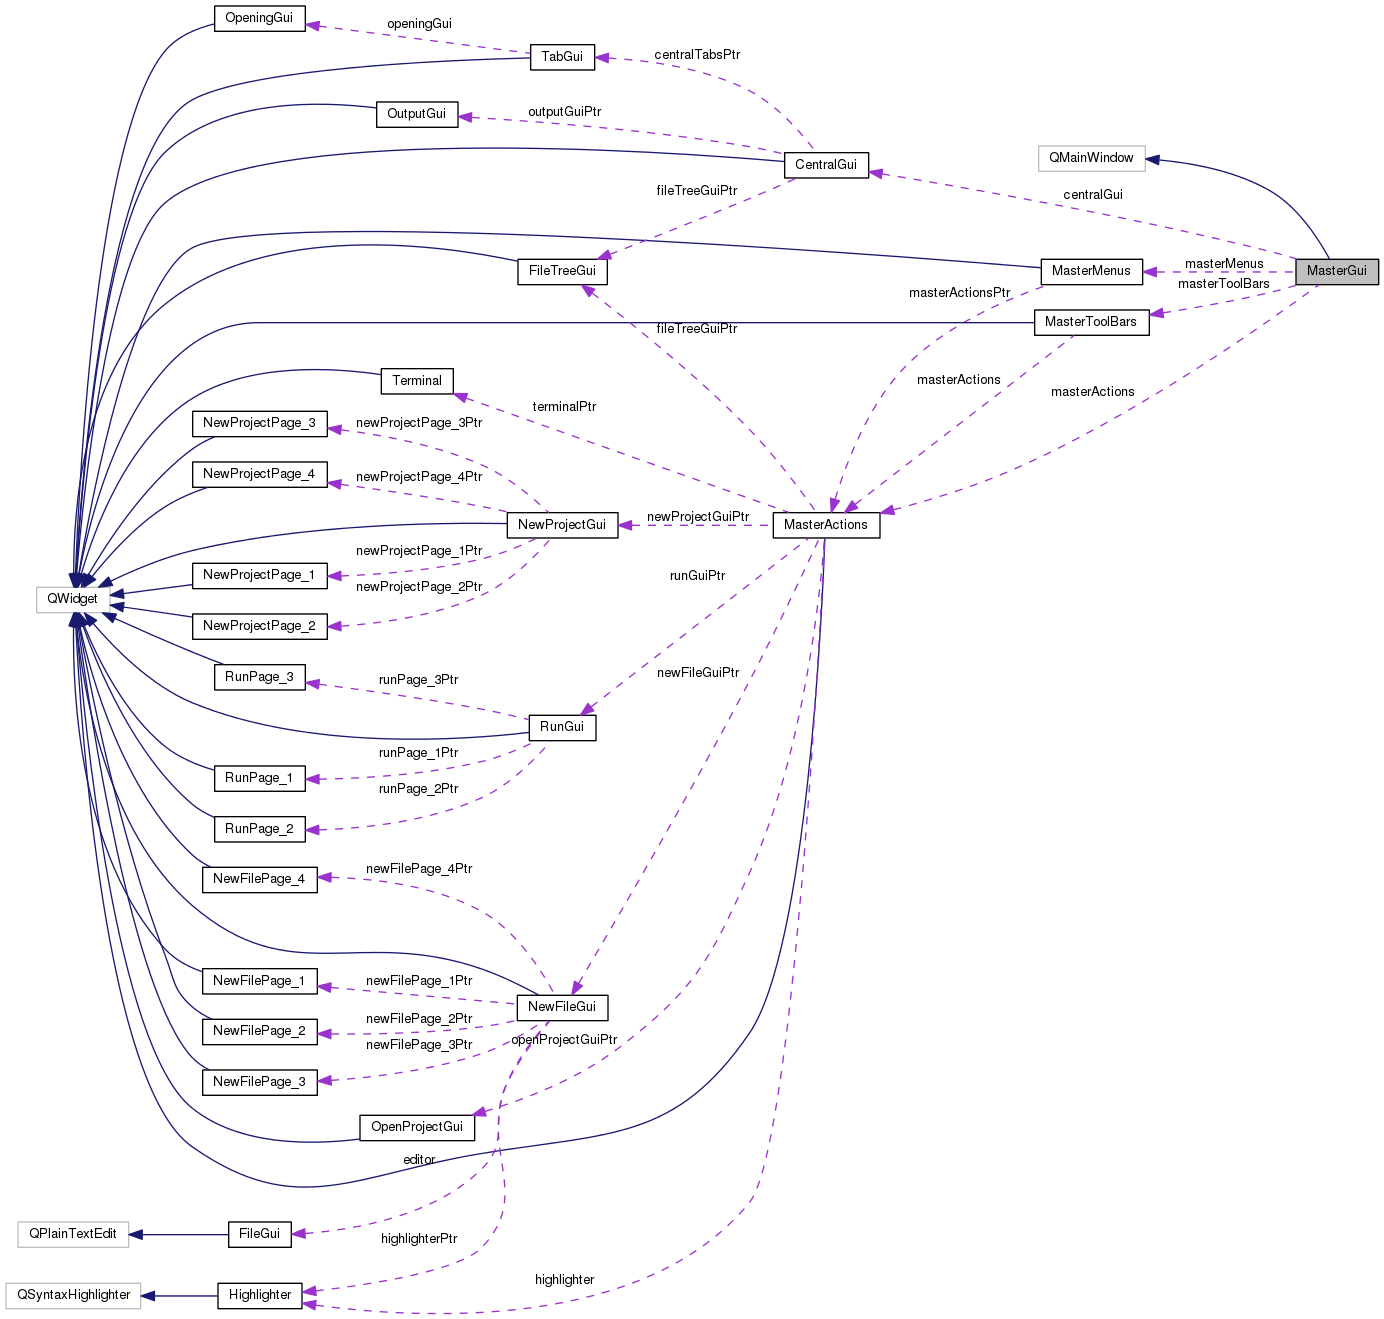 OpeningGui
openingGui
TabGui
centralTabsPtr
OutputGui
outputGuiPtr
CentralGui
QMainWindow
fileTreeGuiPtr
centralGui
FileTreeGui
MasterMenus
masterMenus
MasterGui
masterToolBars
masterActionsPtr
MasterToolBars
fileTreeGuiPtr
Terminal
masterActions
masterActions
terminalPtr
NewProjectPage_3
newProjectPage_3Ptr
NewProjectPage_4
newProjectPage_4Ptr
NewProjectGui
newProjectGuiPtr
MasterActions
newProjectPage_1Ptr
NewProjectPage_1
runGuiPtr
newProjectPage_2Ptr
QWidget
NewProjectPage_2
RunPage_3
runPage_3Ptr
newFileGuiPtr
RunGui
runPage_1Ptr
RunPage_1
runPage_2Ptr
RunPage_2
newFilePage_4Ptr
NewFilePage_4
NewFilePage_1
newFilePage_1Ptr
NewFileGui
newFilePage_2Ptr
NewFilePage_2
openProjectGuiPtr
newFilePage_3Ptr
NewFilePage_3
OpenProjectGui
editor
QPlainTextEdit
FileGui
highlighterPtr
highlighter
QSyntaxHighlighter
Highlighter